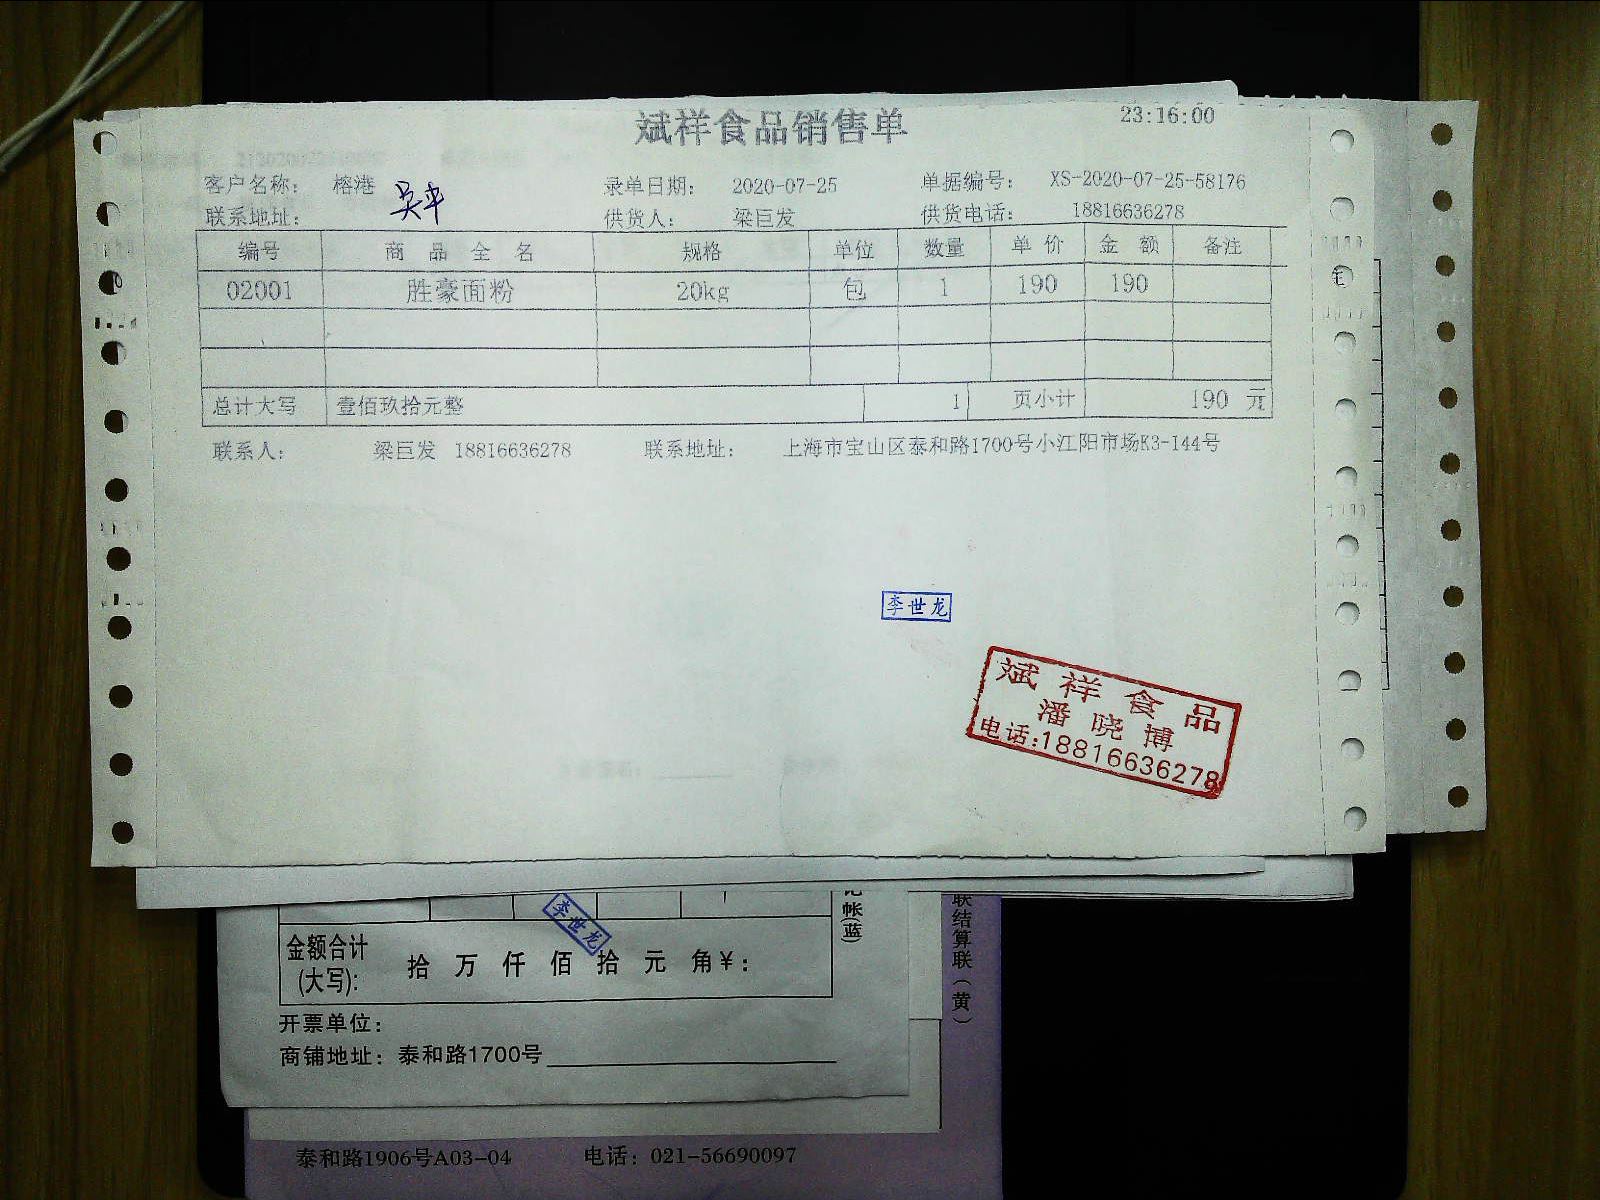 斌祥食品销售单 23:16:00
客户名称： 榕港 录单日期： 2020-07-25 单据编号： XS-2020-07-25-58176
吴平
联系地址： 供货人： 梁巨发 供货电话： 18816636278
编号 商品全名 规格 单位 数量 单价 金额 备注
02001 胜豪面粉 20kg 包 1 190 190
总计大写 壹佰玖拾元整 1 页小计 190 元
联系人： 梁巨发 18816636278 联系地址： 上海市宝山区泰和路1700号小江阳市场E3-144号
李世龙
斌祥食品
潘晓博
电话:18816636278
帐(蓝)
联结算联(黄)
李世龙
金额合计
(大写):
拾 万 仟 佰 拾 元 角¥:
开票单位：
商铺地址：泰和路1700号
泰和路1906号A03-04 电话：021-56690097